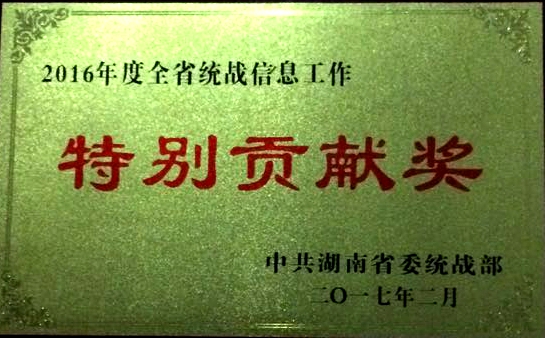 2016年度全省统战信息工作
特别贡献奖
中共湖南省委统战部
二〇一七年二月